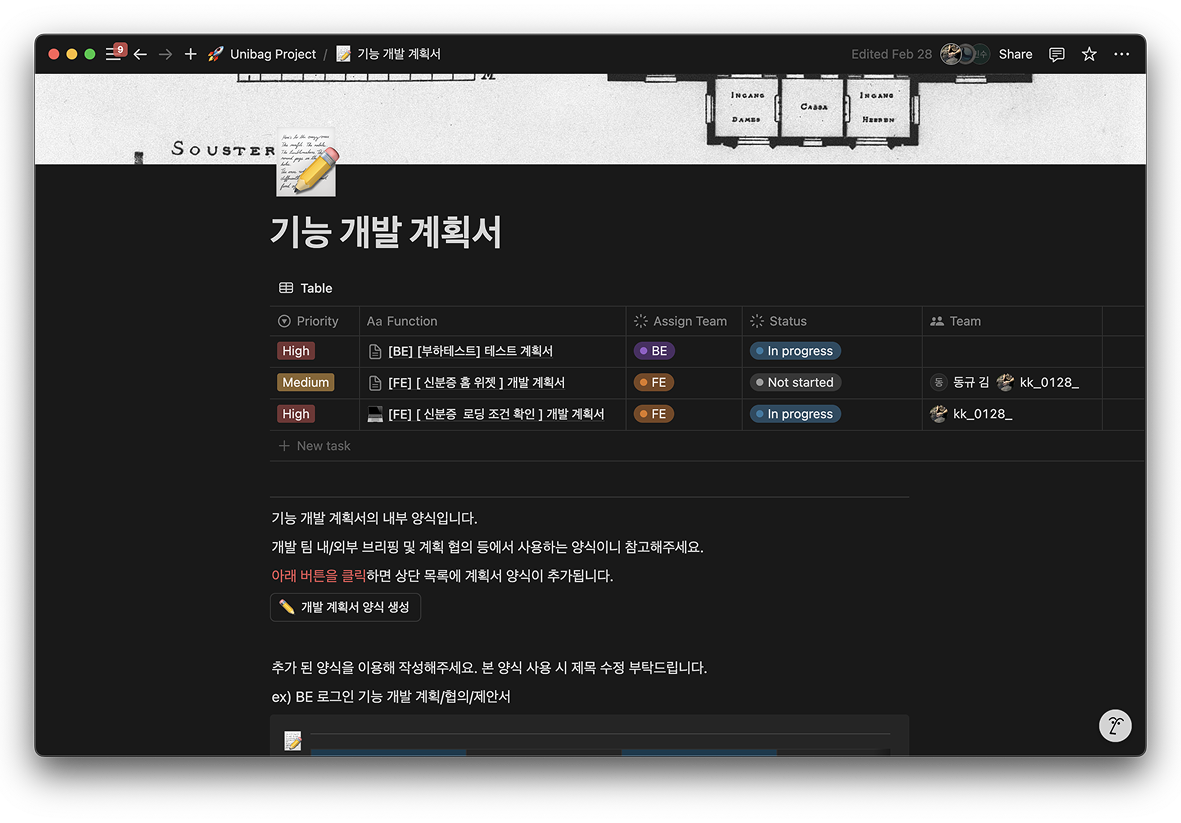 9 Unibag Project / 기능 개발 계획서 Edited Feb 28 Share
INGANG DAMES CASSA INGANG HEEREN
SOUSTER
기능 개발 계획서
Table
Priority Aa Function Assign Team Status Team
High [BE] [부하테스트] 테스트 계획서 BE In progress
Medium [FE] [ 신분증 홈 위젯 ] 개발 계획서 FE Not started 동 동규 김 kk_0128_
High [FE] [ 신분증 로딩 조건 확인 ] 개발 계획서 FE In progress kk_0128_
+ New task
기능 개발 계획서의 내부 양식입니다.
개발 팀 내/외부 브리핑 및 계획 협의 등에서 사용하는 양식이니 참고해주세요.
아래 버튼을 클릭하면 상단 목록에 계획서 양식이 추가됩니다.
개발 계획서 양식 생성
추가 된 양식을 이용해 작성해주세요. 본 양식 사용 시 제목 수정 부탁드립니다.
ex) BE 로그인 기능 개발 계획/협의/제안서